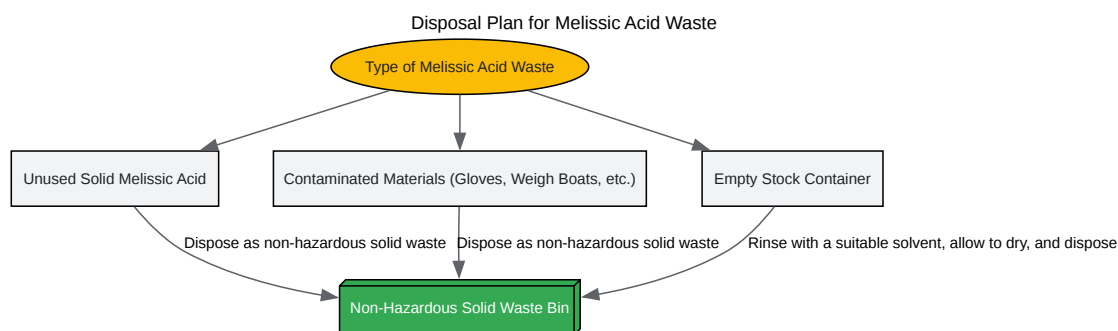 Disposal Plan for Melissic Acid Waste
Type of Melissic Acid Waste
Unused Solid Melissic Acid
Contaminated Materials (Gloves, Weigh Boats, etc.)
Empty Stock Container
Dispose as non-hazardous solid waste
Dispose as non-hazardous solid waste
Rinse with a suitable solvent, allow to dry, and dispose
Non-Hazardous Solid Waste Bin